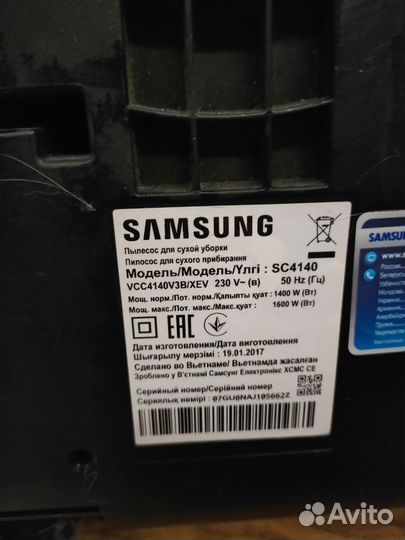 SAMSUNG
Пылесос для сухой уборки
Пилосос для сухого прибирання
Модель/Модель/Үлгі : SC4140
VCC4140V3B/XEV 230 V~ (в) 50 Hz (Гц)
Мощ. норм./Пот. норм./Қалыпты қуат : 1400 W (Вт)
Мощ. макс./Пот. макс./Макс.қуат : 1600 W (Вт)
EAC
Дата изготовления/Дата виготовлення
Шығарылу мерзімі : 19.01.2017
Сделано во Вьетнаме/Вьетнамда жасалған
Зроблено у В'єтнамі Самсунг Електронікс ХСМС СЕ
Серийный номер/Серійний номер
Сериялық нөмірі : 07GU8NAJ105662Z
SAMSU
Avito